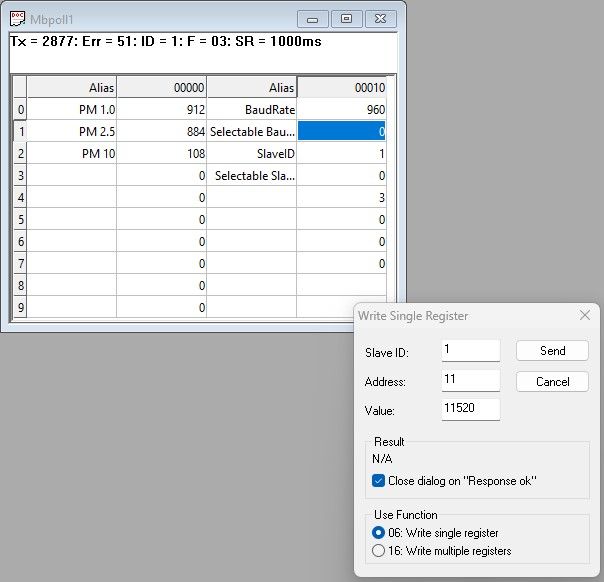 Mbpoll1
Tx = 2877: Err = 51: ID = 1: F = 03: SR = 1000ms
Alias 00000 Alias 00010
0 PM 1.0 912 BaudRate 960
1 PM 2.5 884 Selectable Bau... 0
2 PM 10 108 SlaveID 1
3 0 Selectable Sla... 0
4 0 3
5 0 0
6 0 0
7 0 0
8 0
9 0
Write Single Register
Slave ID: 1 Send
Address: 11 Cancel
Value: 11520
Result
N/A
Close dialog on "Response ok"
Use Function
06: Write single register
16: Write multiple registers